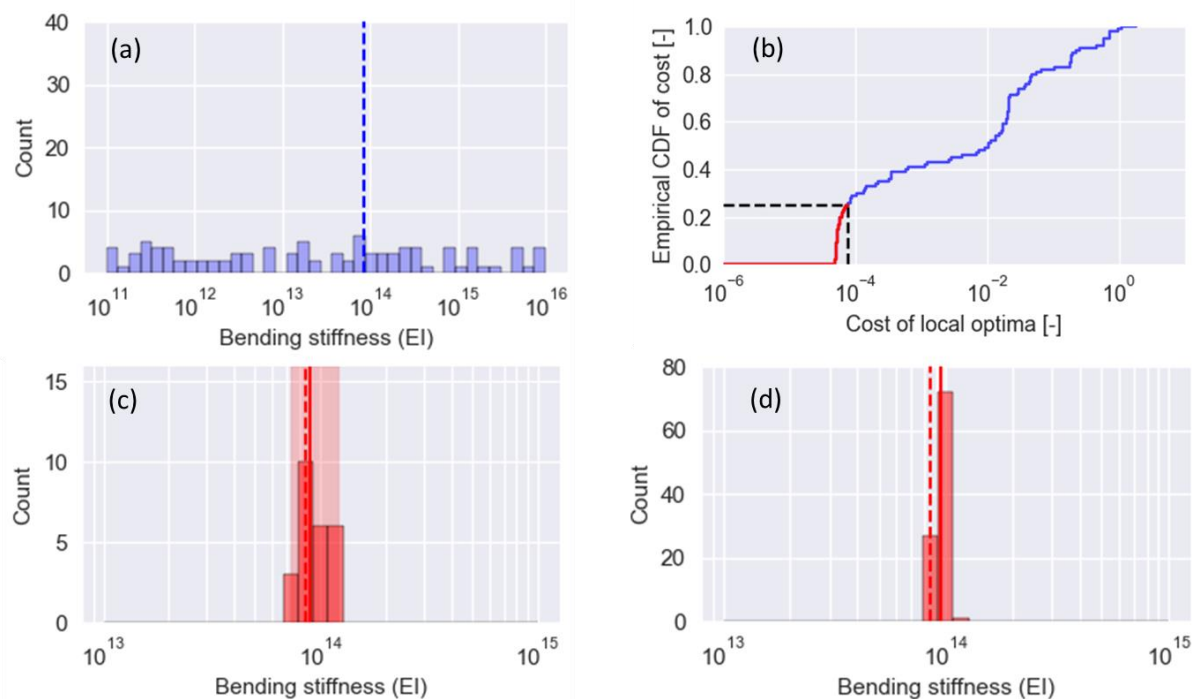 (a)
40
30
20
10
0
Count
10^11 10^12 10^13 10^14 10^15 10^16
Bending stiffness (EI)
(b)
1.0
0.8
0.6
0.4
0.2
0.0
Empirical CDF of cost [-]
10^−6 10^−4 10^−2 10^0
Cost of local optima [-]
(c)
15
10
5
0
Count
10^13 10^14 10^15
Bending stiffness (EI)
(d)
80
60
40
20
0
Count
10^13 10^14 10^15
Bending stiffness (EI)